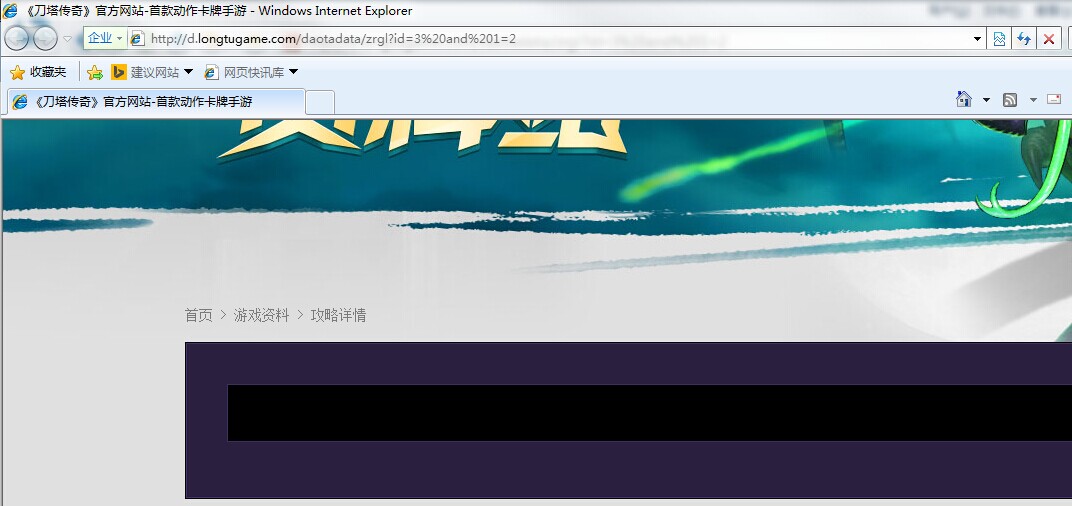 《刀塔传奇》官方网站-首款动作卡牌手游 - Windows Internet Explorer
企业 http://d.longtugame.com/daotadata/zrgl?id=3%20and%201=2
收藏夹 建议网站 网页快讯库
《刀塔传奇》官方网站-首款动作卡牌手游
首页 > 游戏资料 > 攻略详情